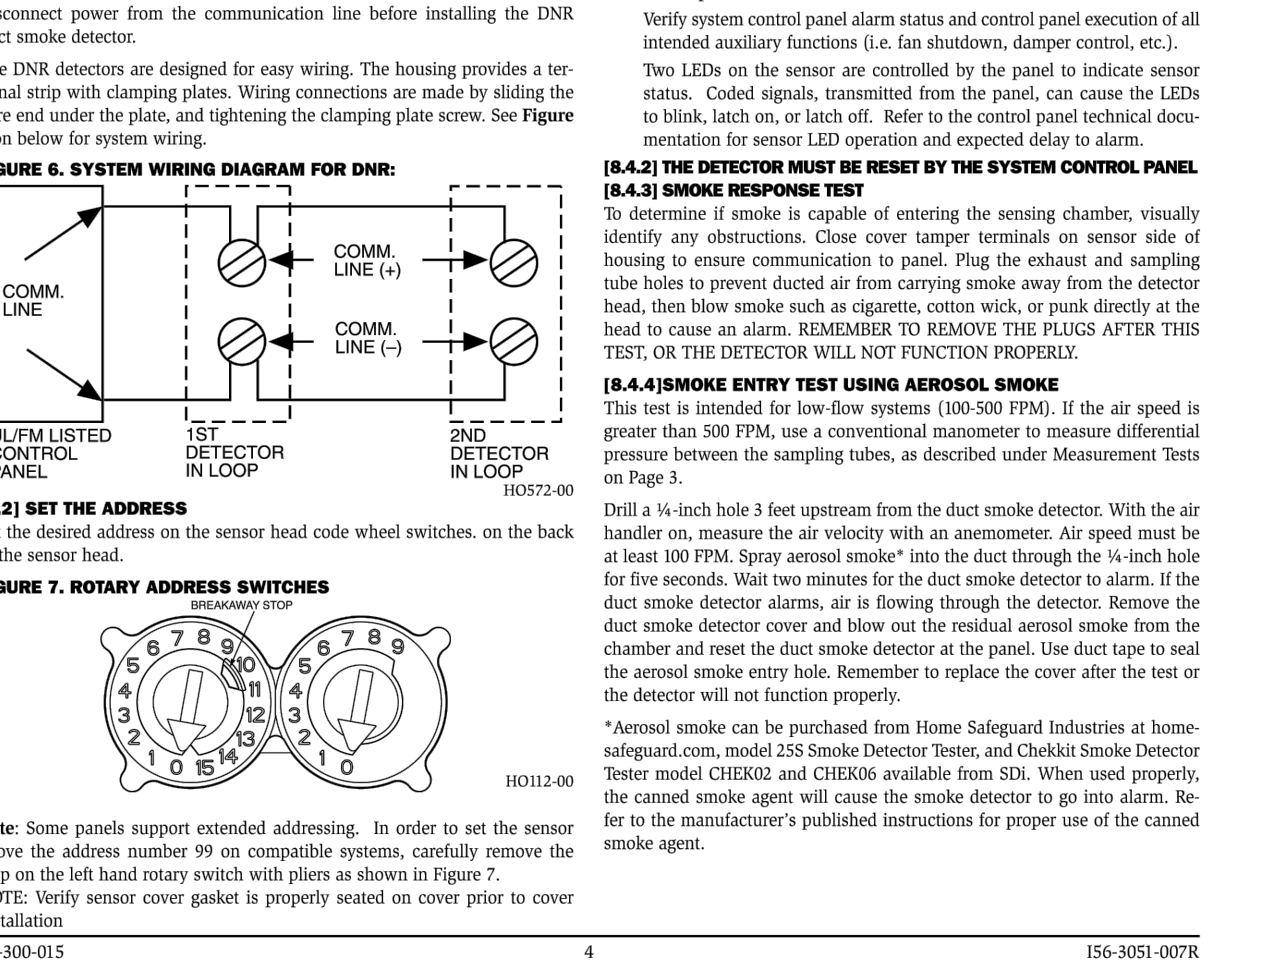 sconnect power from the communication line before installing the DNR
ct smoke detector.
e DNR detectors are designed for easy wiring. The housing provides a ter-
nal strip with clamping plates. Wiring connections are made by sliding the
re end under the plate, and tightening the clamping plate screw. See Figure
on below for system wiring.
GURE 6. SYSTEM WIRING DIAGRAM FOR DNR:
COMM.
LINE
COMM.
LINE (+)
COMM.
LINE (–)
UL/FM LISTED
CONTROL
PANEL
1ST
DETECTOR
IN LOOP
2ND
DETECTOR
IN LOOP
HO572-00
.2] SET THE ADDRESS
t the desired address on the sensor head code wheel switches. on the back
the sensor head.
GURE 7. ROTARY ADDRESS SWITCHES
BREAKAWAY STOP
0 1 2 3 4 5 6 7 8 9 10 11 12 13 14 15
0 1 2 3 4 5 6 7 8 9
HO112-00
te: Some panels support extended addressing. In order to set the sensor
ove the address number 99 on compatible systems, carefully remove the
p on the left hand rotary switch with pliers as shown in Figure 7.
OTE: Verify sensor cover gasket is properly seated on cover prior to cover
tallation
Verify system control panel alarm status and control panel execution of all
intended auxiliary functions (i.e. fan shutdown, damper control, etc.).
Two LEDs on the sensor are controlled by the panel to indicate sensor
status. Coded signals, transmitted from the panel, can cause the LEDs
to blink, latch on, or latch off. Refer to the control panel technical docu-
mentation for sensor LED operation and expected delay to alarm.
[8.4.2] THE DETECTOR MUST BE RESET BY THE SYSTEM CONTROL PANEL
[8.4.3] SMOKE RESPONSE TEST
To determine if smoke is capable of entering the sensing chamber, visually
identify any obstructions. Close cover tamper terminals on sensor side of
housing to ensure communication to panel. Plug the exhaust and sampling
tube holes to prevent ducted air from carrying smoke away from the detector
head, then blow smoke such as cigarette, cotton wick, or punk directly at the
head to cause an alarm. REMEMBER TO REMOVE THE PLUGS AFTER THIS
TEST, OR THE DETECTOR WILL NOT FUNCTION PROPERLY.
[8.4.4]SMOKE ENTRY TEST USING AEROSOL SMOKE
This test is intended for low-flow systems (100-500 FPM). If the air speed is
greater than 500 FPM, use a conventional manometer to measure differential
pressure between the sampling tubes, as described under Measurement Tests
on Page 3.
Drill a ¼-inch hole 3 feet upstream from the duct smoke detector. With the air
handler on, measure the air velocity with an anemometer. Air speed must be
at least 100 FPM. Spray aerosol smoke* into the duct through the ¼-inch hole
for five seconds. Wait two minutes for the duct smoke detector to alarm. If the
duct smoke detector alarms, air is flowing through the detector. Remove the
duct smoke detector cover and blow out the residual aerosol smoke from the
chamber and reset the duct smoke detector at the panel. Use duct tape to seal
the aerosol smoke entry hole. Remember to replace the cover after the test or
the detector will not function properly.
*Aerosol smoke can be purchased from Home Safeguard Industries at home-
safeguard.com, model 25S Smoke Detector Tester, and Chekkit Smoke Detector
Tester model CHEK02 and CHEK06 available from SDi. When used properly,
the canned smoke agent will cause the smoke detector to go into alarm. Re-
fer to the manufacturer's published instructions for proper use of the canned
smoke agent.
-300-015
4
I56-3051-007R